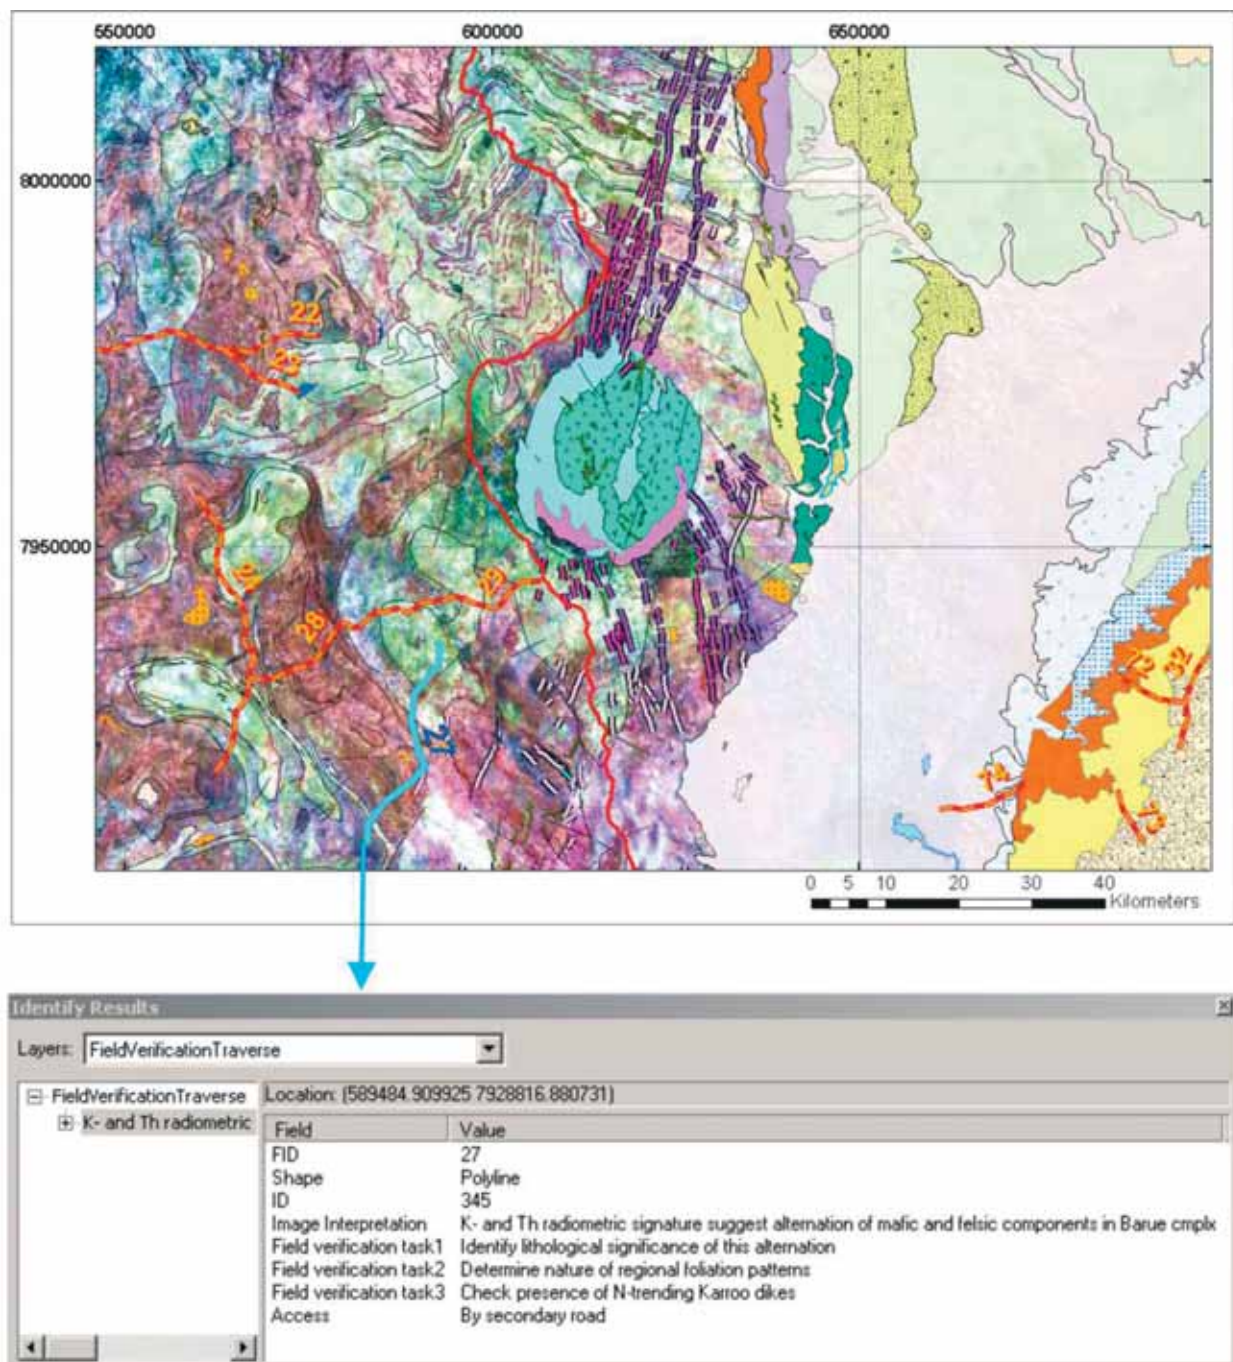 550000 600000 650000
8000000
22
23
7950000
29
28
27
32
0 5 10 20 30 40
Kilometers
Identify Results
Layers: FieldVerificationTraverse
FieldVerificationTraverse
K- and Th radiometric
Location: (589484.909925 7928816.880731)
Field Value
FID 27
Shape Polyline
ID 345
Image Interpretation K- and Th radiometric signature suggest alternation of mafic and felsic components in Barue cmplx
Field verification task1 Identify lithological significance of this alternation
Field verification task2 Determine nature of regional foliation patterns
Field verification task3 Check presence of N-trending Karroo dikes
Access By secondary road